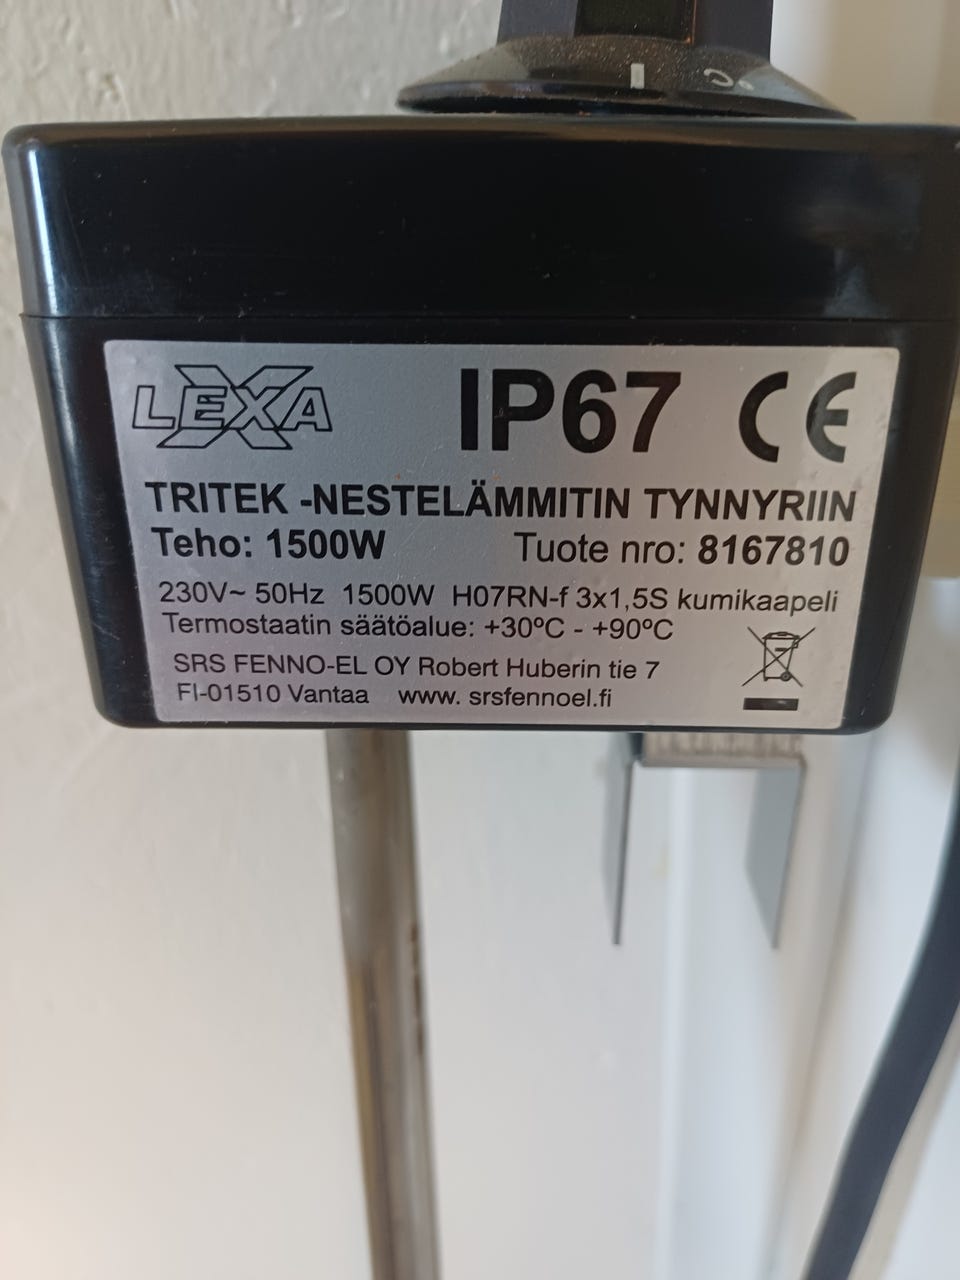 LEXA IP67 CE
TRITEK -NESTELÄMMITIN TYNNYRIIN
Teho: 1500W Tuote nro: 8167810
230V~ 50Hz 1500W H07RN-f 3x1,5S kumikaapeli
Termostaatin säätöalue: +30ºC - +90ºC
SRS FENNO-EL OY Robert Huberin tie 7
FI-01510 Vantaa www. srsfennoel.fi